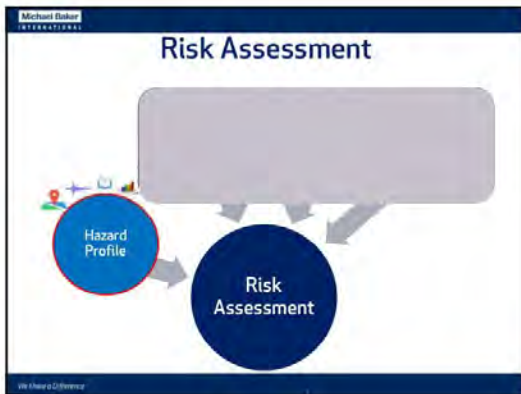 Michael Baker
INTERNATIONAL
Risk Assessment
Hazard
Profile
Risk
Assessment
We Make a Difference